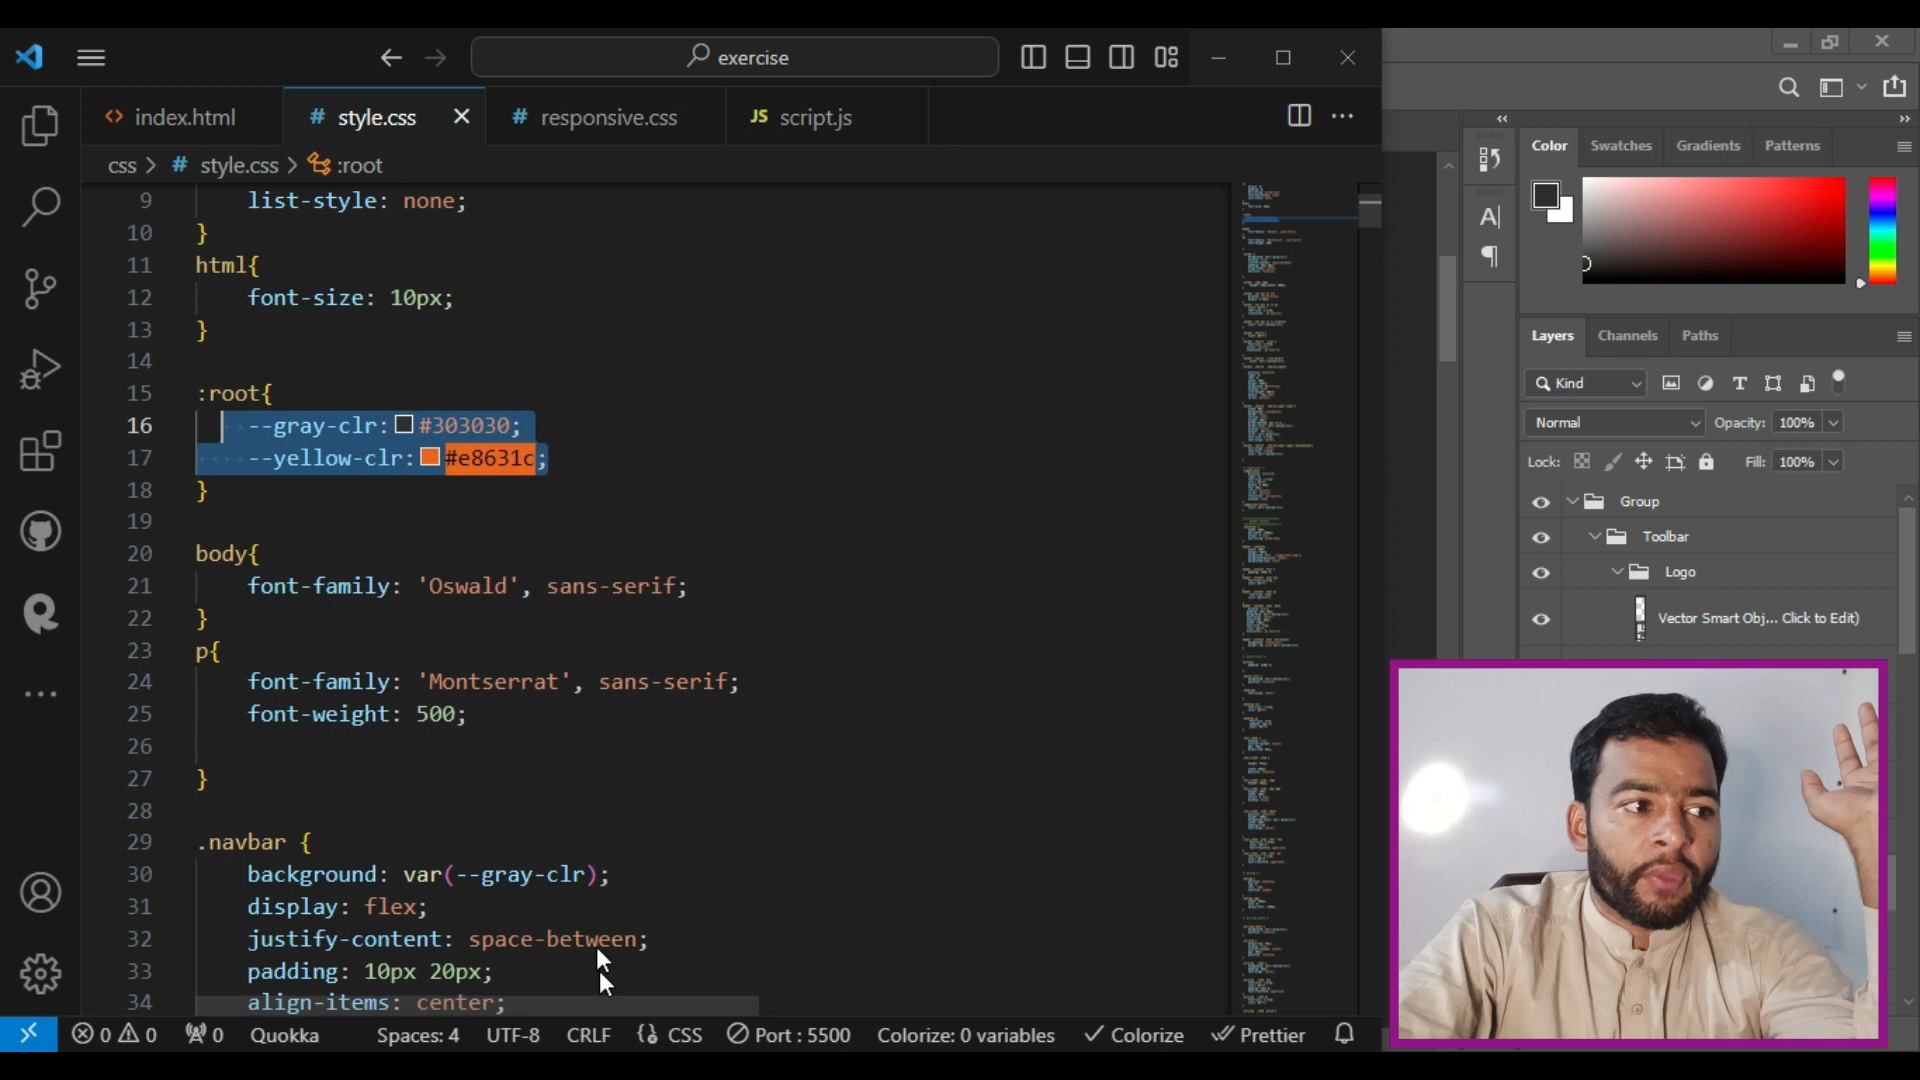 exercise
index.html
# style.css
# responsive.css
JS script.js
css > # style.css > :root
9 list-style: none;
10 }
11 html{
12 font-size: 10px;
13 }
14
15 :root{
16 --gray-clr: #303030;
17 --yellow-clr: #e8631c;
18 }
19
20 body{
21 font-family: 'Oswald', sans-serif;
22 }
23 p{
24 font-family: 'Montserrat', sans-serif;
25 font-weight: 500;
26
27 }
28
29 .navbar {
30 background: var(--gray-clr);
31 display: flex;
32 justify-content: space-between;
33 padding: 10px 20px;
34 align-items: center;
0 0 0 Quokka Spaces: 4 UTF-8 CRLF CSS Port : 5500 Colorize: 0 variables Colorize Prettier
Color Swatches Gradients Patterns
Layers Channels Paths
Kind
Normal Opacity: 100%
Lock: Fill: 100%
Group
Toolbar
Logo
Vector Smart Obj... Click to Edit)